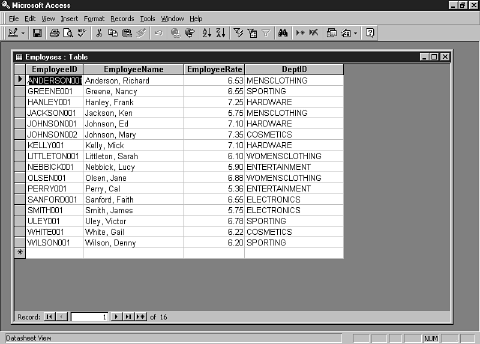 Microsoft Access
File Edit View Insert Format Records Tools Window Help
Employees : Table
EmployeeID EmployeeName EmployeeRate DeptID
ANDERSON001 Anderson, Richard 6.53 MENSCLOTHING
GREENE001 Greene, Nancy 6.55 SPORTING
HANLEY001 Hanley, Frank 7.25 HARDWARE
JACKSON001 Jackson, Ken 5.75 MENSCLOTHING
JOHNSON001 Johnson, Ed 7.10 HARDWARE
JOHNSON002 Johnson, Mary 7.35 COSMETICS
KELLY001 Kelly, Mick 7.10 HARDWARE
LITTLETON001 Littleton, Sarah 6.10 WOMENSCLOTHING
NEBBICK001 Nebbick, Lucy 5.90 ENTERTAINMENT
OLSEN001 Olsen, Jane 6.88 WOMENSCLOTHING
PERRY001 Perry, Cal 5.36 ENTERTAINMENT
SANFORD001 Sanford, Faith 6.55 ELECTRONICS
SMITH001 Smith, James 5.75 ELECTRONICS
ULEY001 Uley, Victor 6.78 SPORTING
WHITE001 White, Gail 6.22 COSMETICS
WILSON001 Wilson, Denny 6.20 SPORTING
Record: 1 of 16
Datasheet View NUM